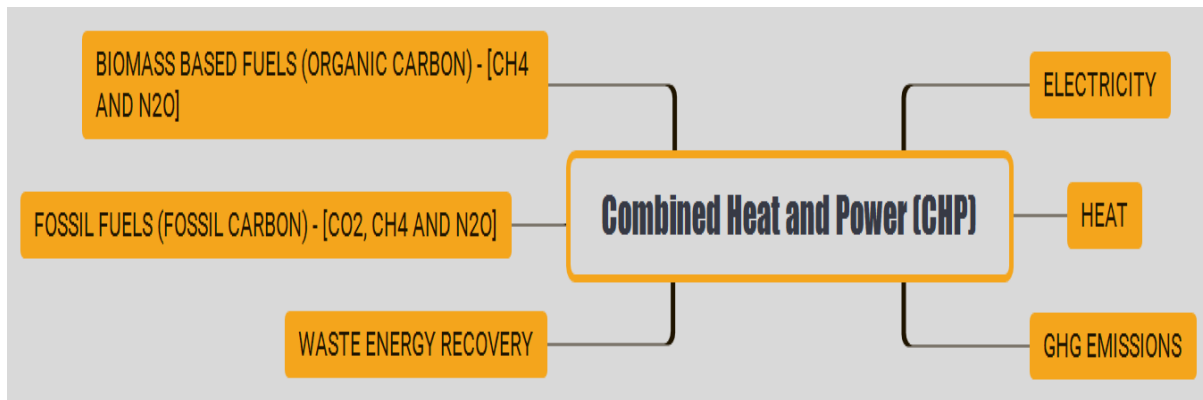 BIOMASS BASED FUELS (ORGANIC CARBON) - [CH4
AND N2O]
FOSSIL FUELS (FOSSIL CARBON) - [CO2, CH4 AND N2O]
WASTE ENERGY RECOVERY
Combined Heat and Power (CHP)
ELECTRICITY
HEAT
GHG EMISSIONS